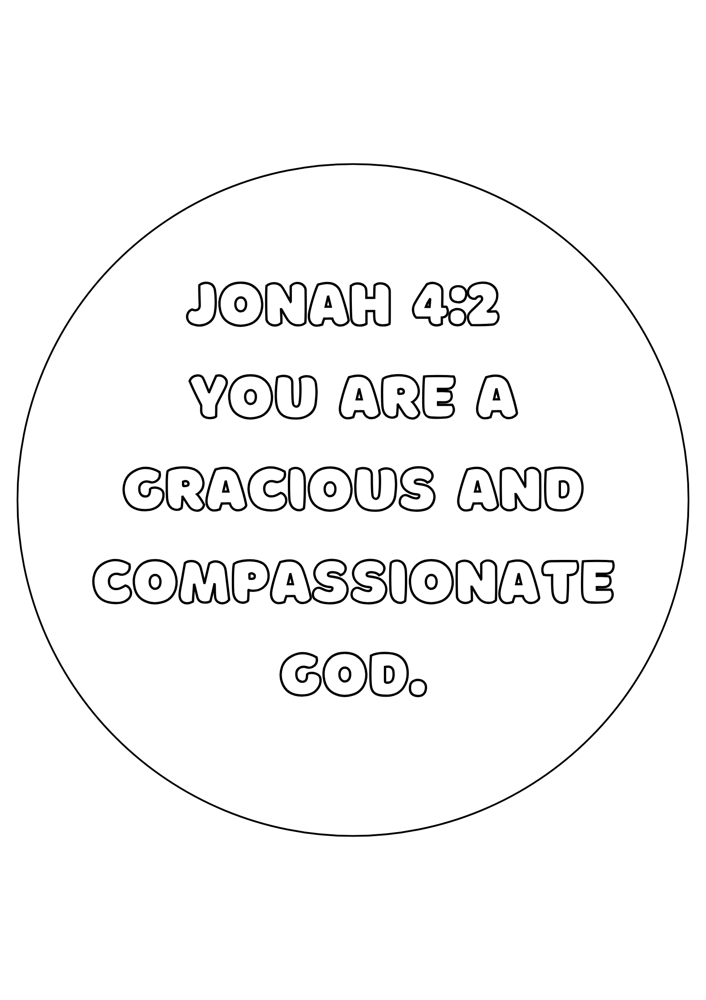 JONAH 4:2
YOU ARE A
GRACIOUS AND
COMPASSIONATE
GOD.